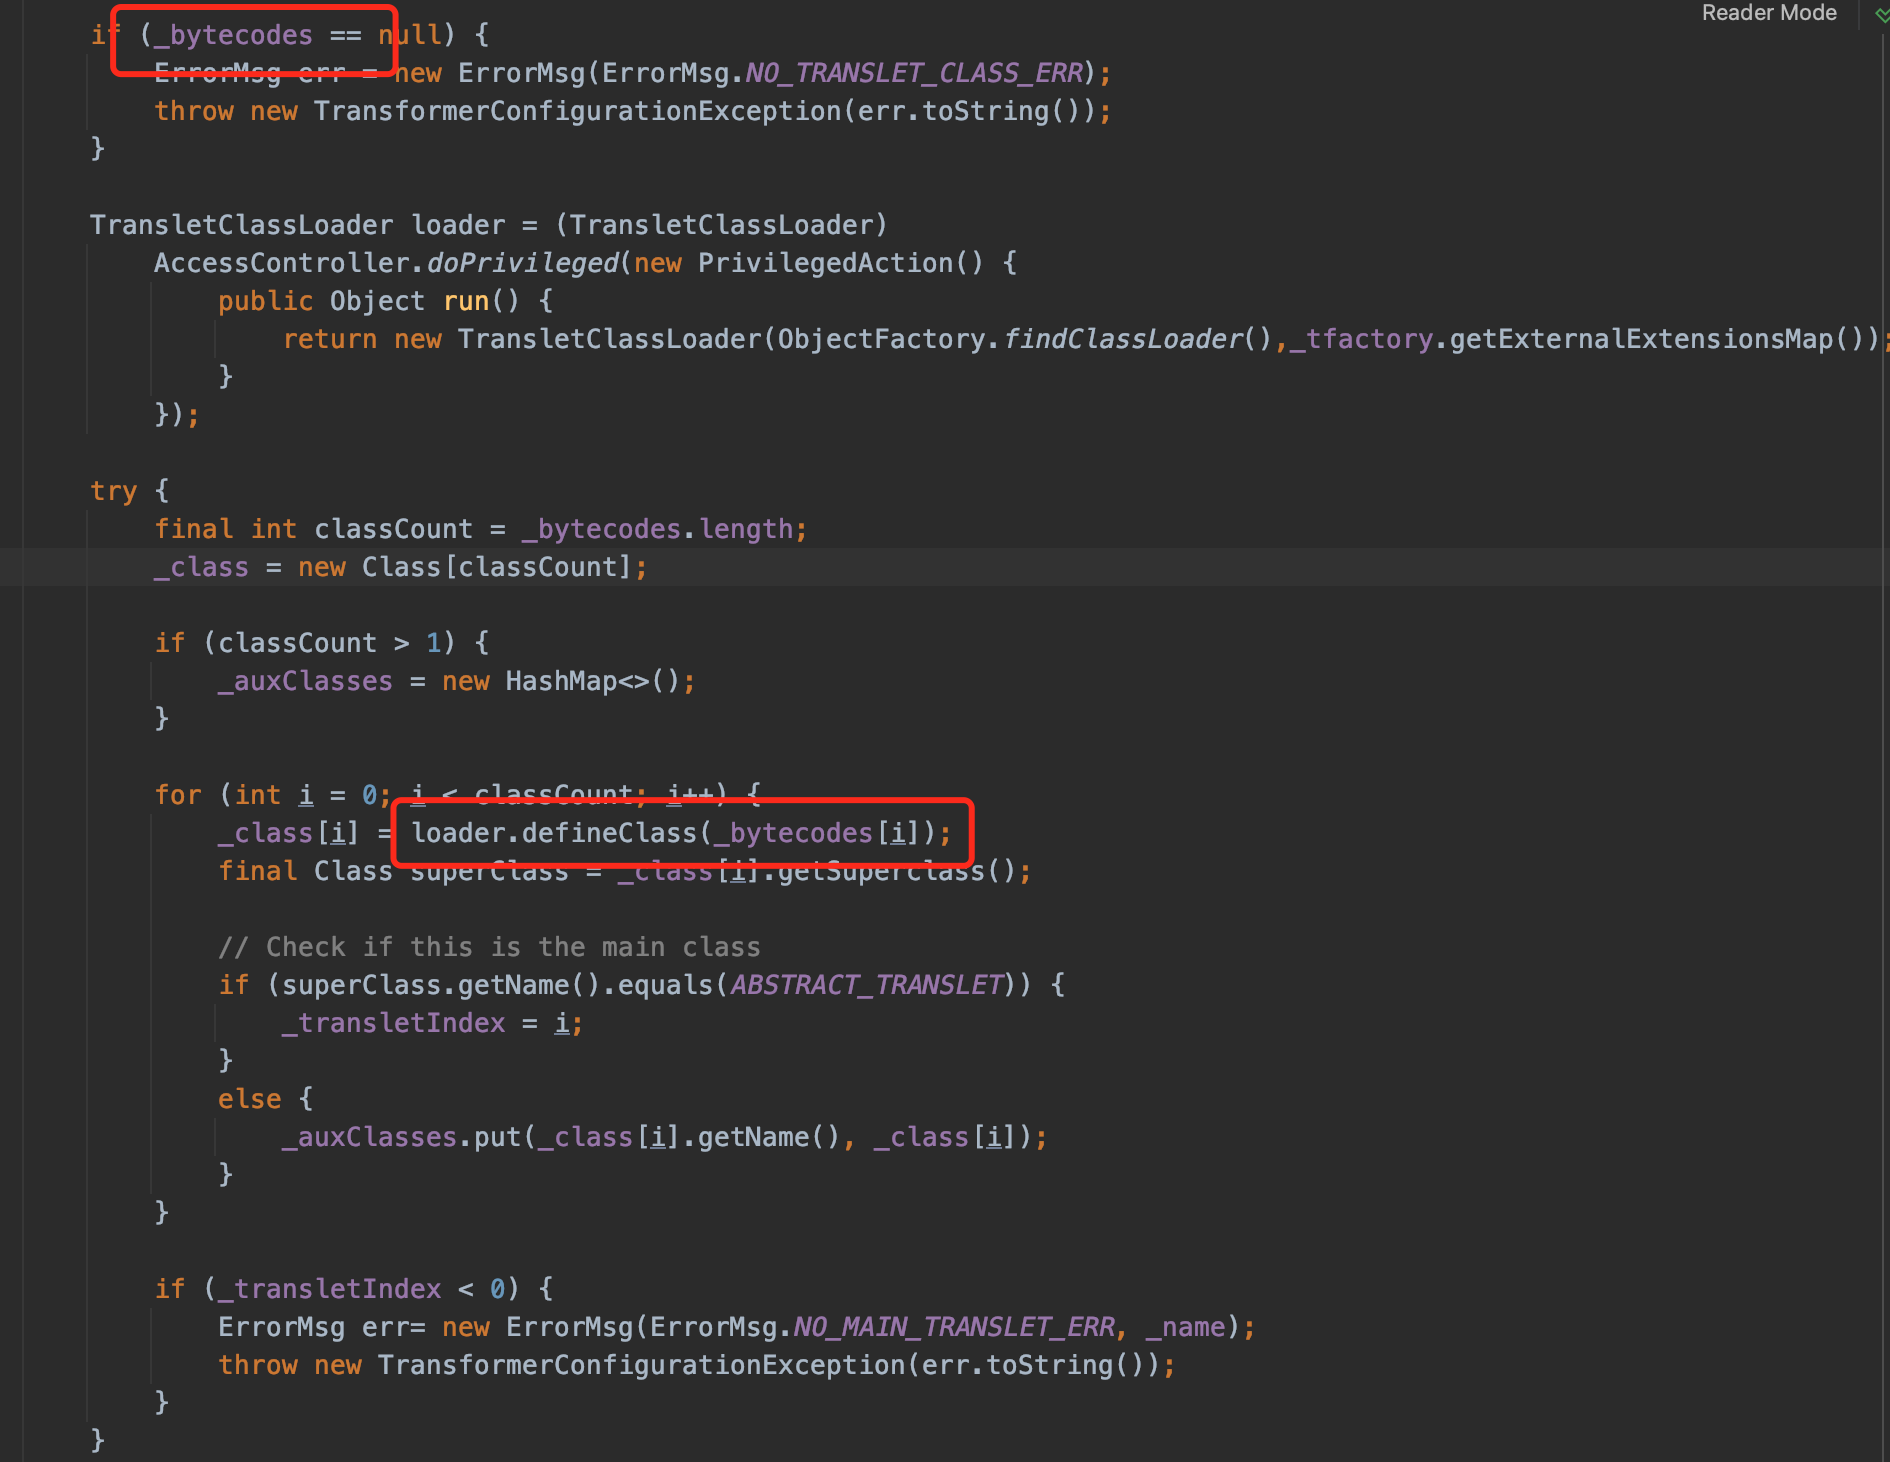 Reader Mode
if (_bytecodes == null) {
ErrorMsg err = new ErrorMsg(ErrorMsg.NO_TRANSLET_CLASS_ERR);
throw new TransformerConfigurationException(err.toString());
}
TransletClassLoader loader = (TransletClassLoader)
AccessController.doPrivileged(new PrivilegedAction() {
public Object run() {
return new TransletClassLoader(ObjectFactory.findClassLoader(),_tfactory.getExternalExtensionsMap());
}
});
try {
final int classCount = _bytecodes.length;
_class = new Class[classCount];
if (classCount > 1) {
_auxClasses = new HashMap<>();
}
for (int i = 0; i < classCount; i++) {
_class[i] = loader.defineClass(_bytecodes[i]);
final Class superClass = _class[i].getSuperclass();
// Check if this is the main class
if (superClass.getName().equals(ABSTRACT_TRANSLET)) {
_transletIndex = i;
}
else {
_auxClasses.put(_class[i].getName(), _class[i]);
}
}
if (_transletIndex < 0) {
ErrorMsg err= new ErrorMsg(ErrorMsg.NO_MAIN_TRANSLET_ERR, _name);
throw new TransformerConfigurationException(err.toString());
}
}